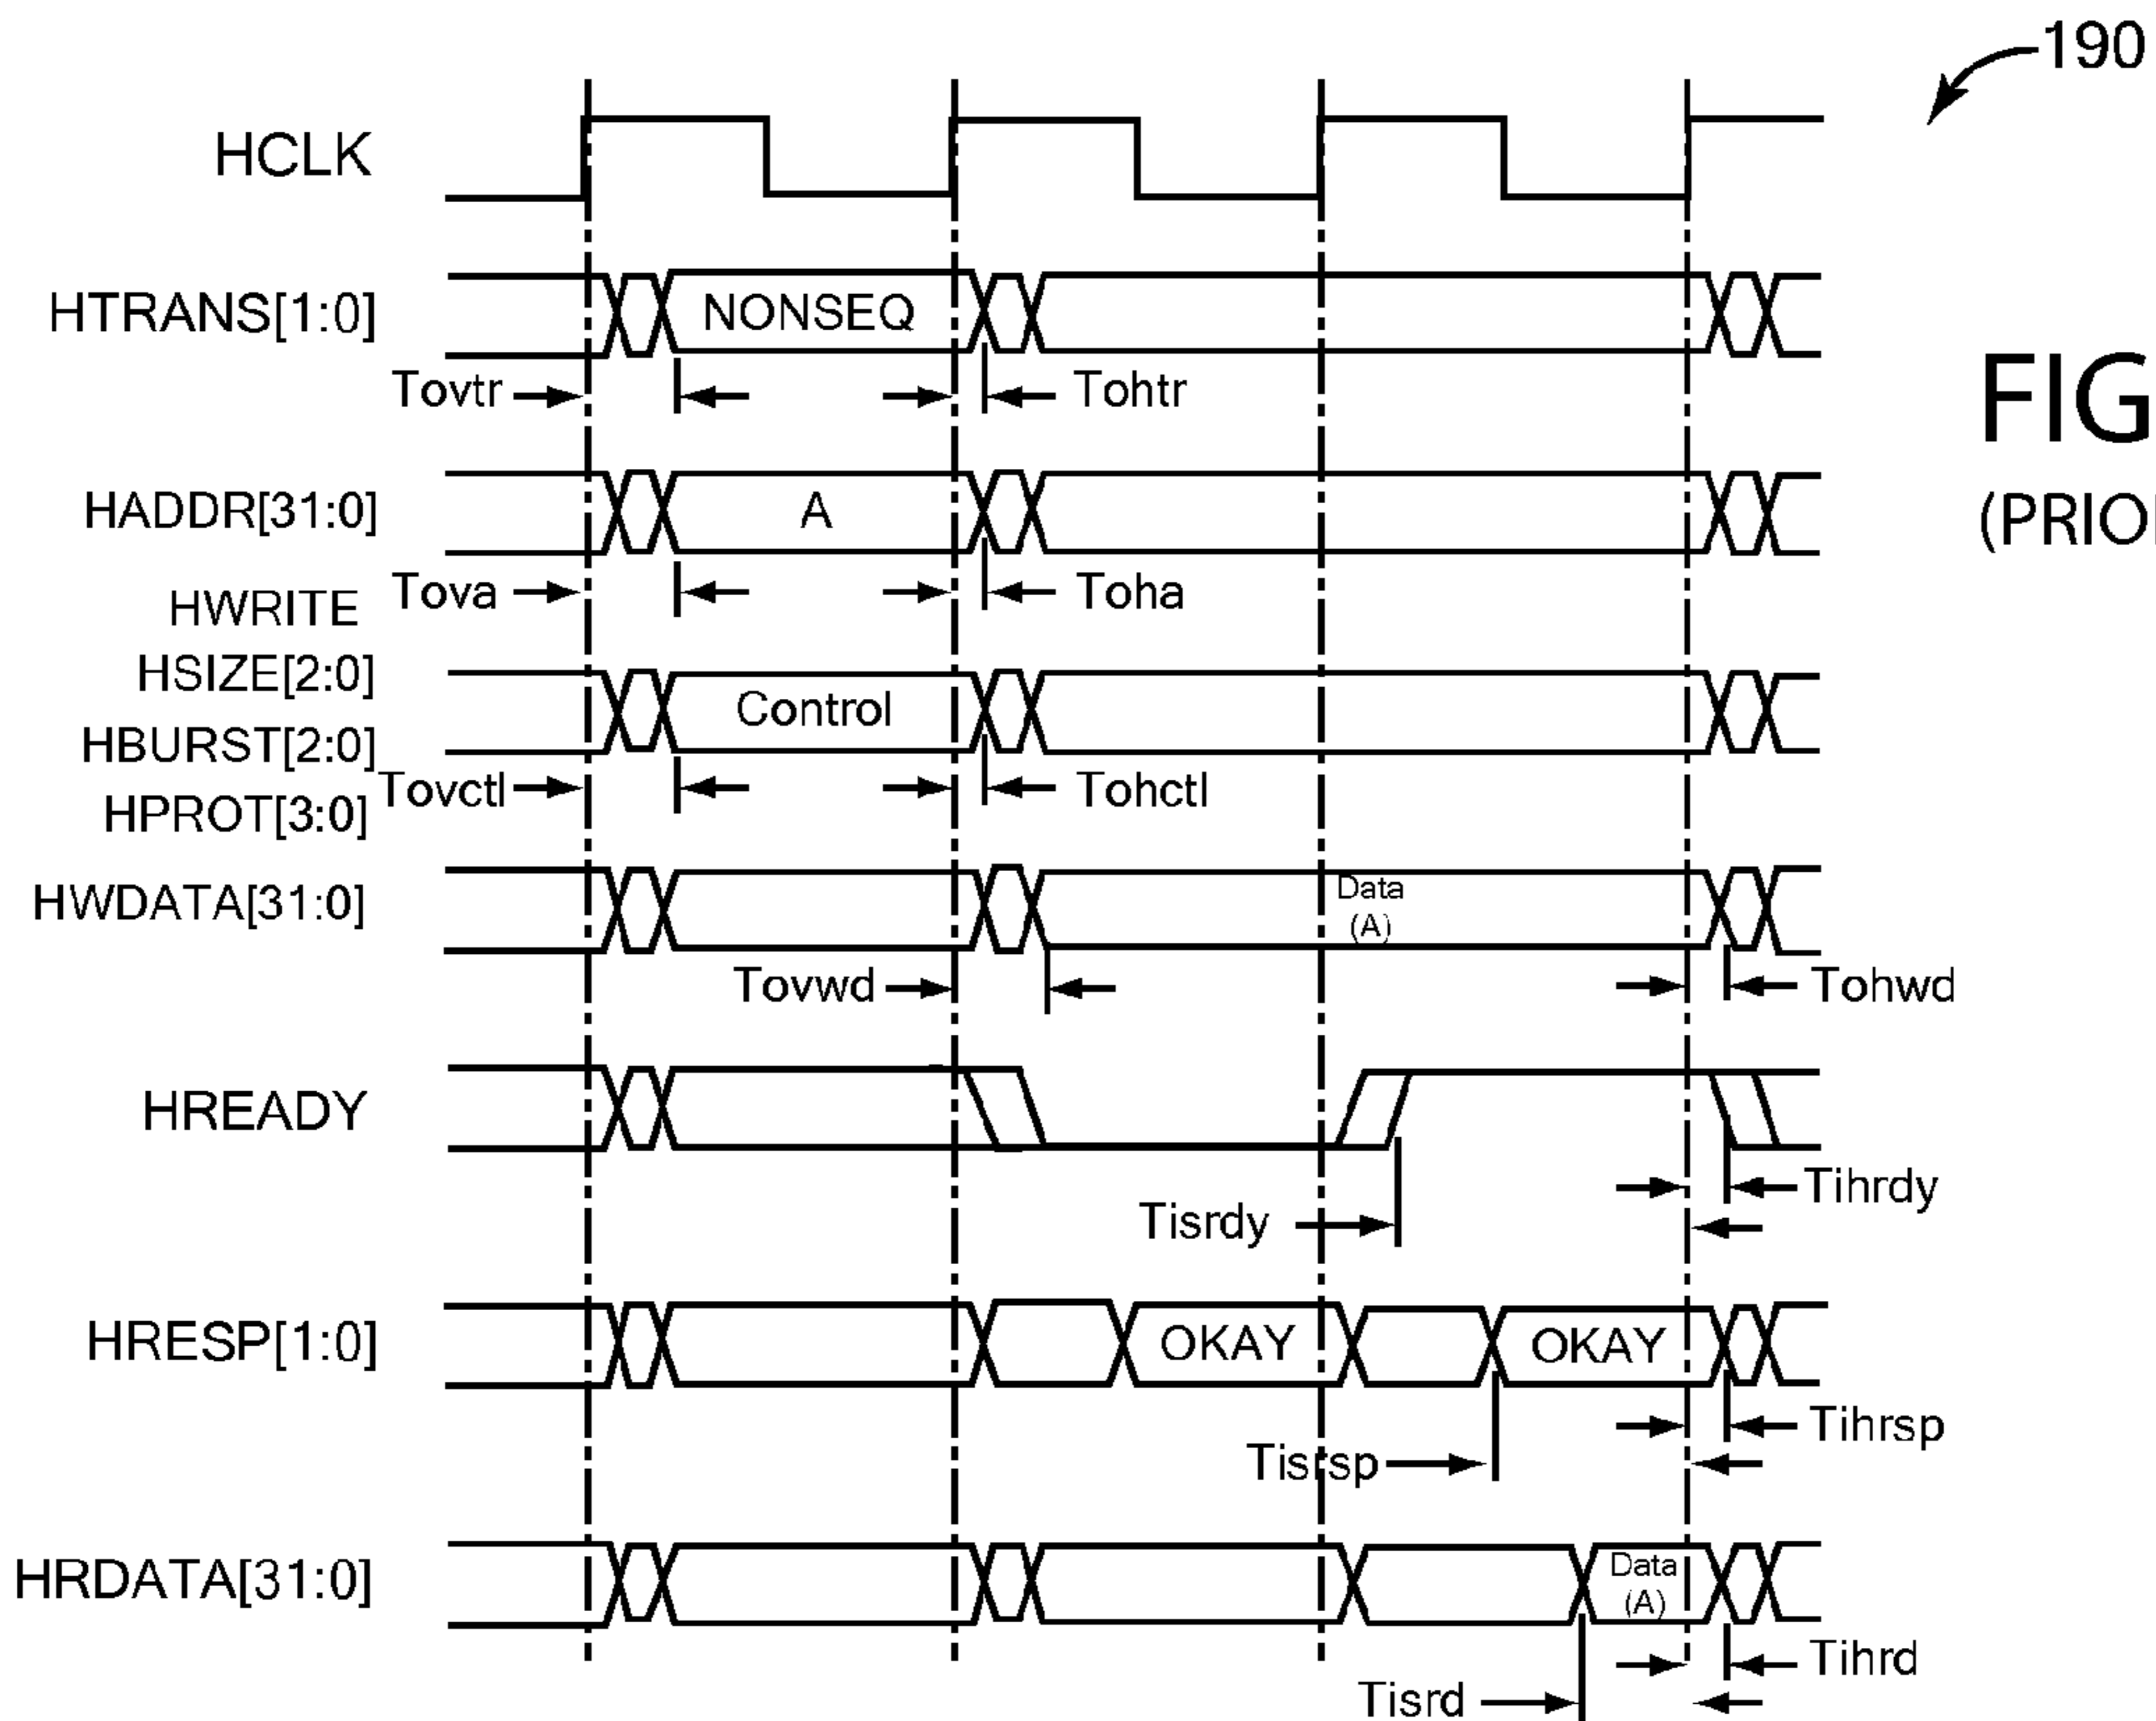 190
HCLK
HTRANS[1:0]
NONSEQ
Tovtr
Tohtr
FIG
HADDR[31:0]
A
(PRIO
Tova
Toha
HWRITE
HSIZE[2:0]
Control
HBURST[2:0]
Tovctl
Tohctl
HPROT[3:0]
HWDATA[31:0]
Data
(A)
Tovwd
Tohwd
HREADY
Tihrdy
Tisrdy
HRESP[1:0]
OKAY
OKAY
Tihrsp
Tisrsp
HRDATA[31:0]
Data
(A)
Tihrd
Tisrd